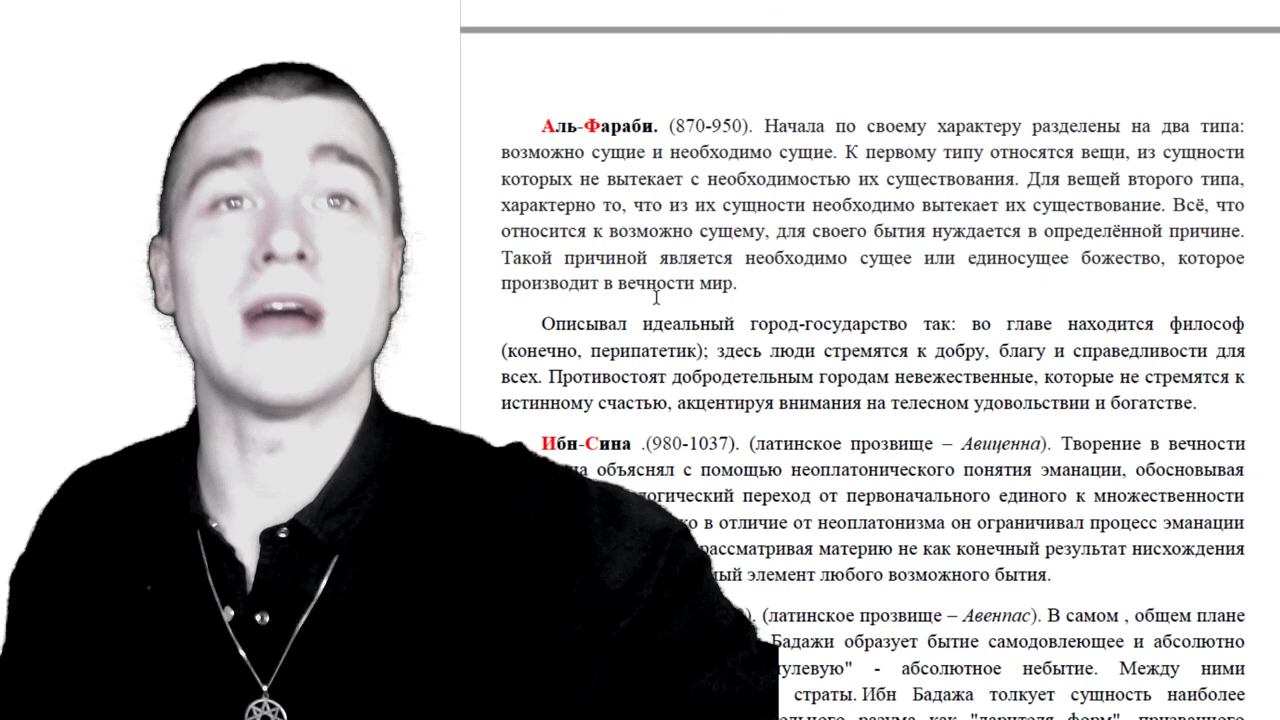 Аль-Фараби. (870-950). Начала по своему характеру разделены на два типа:
возможно сущие и необходимо сущие. К первому типу относятся вещи, из сущности
которых не вытекает с необходимостью их существования. Для вещей второго типа,
характерно то, что из их сущности необходимо вытекает их существование. Всё, что
относится к возможно сущему, для своего бытия нуждается в определённой причине.
Такой причиной является необходимо сущее или единосущее божество, которое
производит в вечности мир.
Описывал идеальный город-государство так: во главе находится философ
(конечно, перипатетик); здесь люди стремятся к добру, благу и справедливости для
всех. Противостоят добродетельным городам невежественные, которые не стремятся к
истинному счастью, акцентируя внимания на телесном удовольствии и богатстве.
Ибн-Сина .(980-1037). (латинское прозвище – Авиценна). Творение в вечности
объяснял с помощью неоплатонического понятия эманации, обосновывая
переход от первоначального единого к множественности
в отличие от неоплатонизма он ограничивал процесс эманации
рассматривая материю не как конечный результат нисхождения
элемент любого возможного бытия.
(латинское прозвище – Авенпас). В самом , общем плане
Бадажи образует бытие самодовлеющее и абсолютно
- абсолютное небытие. Между ними
страты. Ибн Бадажа толкует сущность наиболее
разума как "дарителя форм", призванного